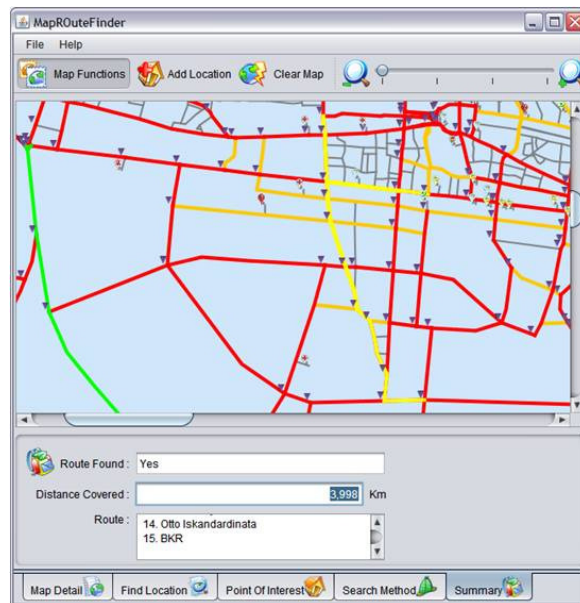 MapROuteFinder
File Help
Map Functions Add Location Clear Map
Route Found : Yes
Distance Covered : 3,998 Km
Route : 14. Otto Iskandardinata
15. BKR
Map Detail Find Location Point Of Interest Search Method Summary